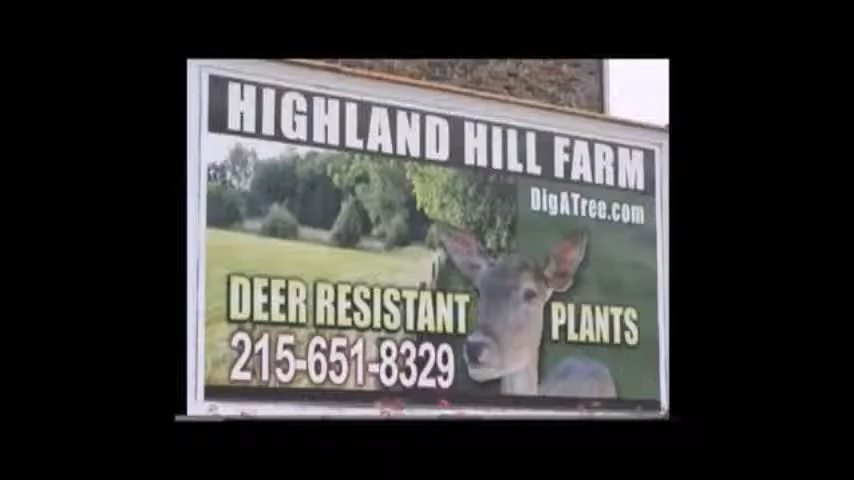 HIGHLAND HILL FARM
DigATree.com
DEER RESISTANT PLANTS
215-651-8329